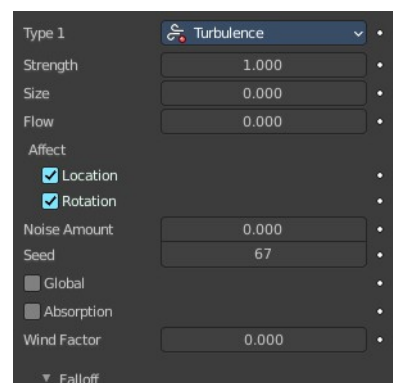 Type 1 Turbulence
Strength 1.000
Size 0.000
Flow 0.000
Affect
Location
Rotation
Noise Amount 0.000
Seed 67
Global
Absorption
Wind Factor 0.000
Falloff